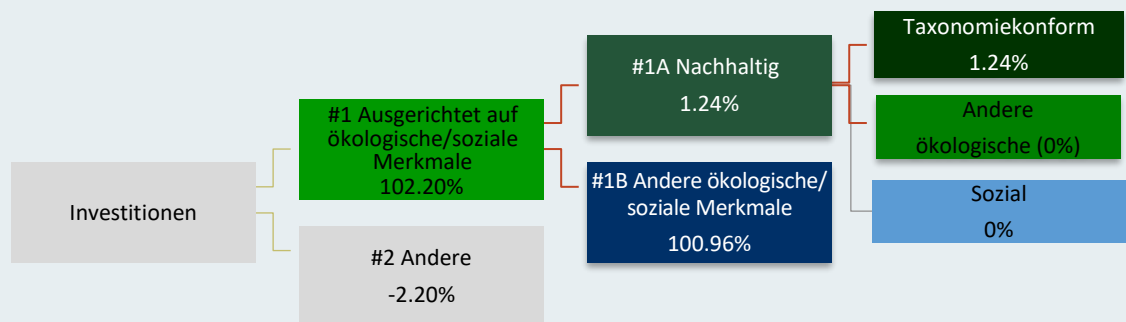 Investitionen
#1 Ausgerichtet auf
ökologische/soziale
Merkmale
102.20%
#2 Andere
-2.20%
#1A Nachhaltig
1.24%
#1B Andere ökologische/
soziale Merkmale
100.96%
Taxonomiekonform
1.24%
Andere
ökologische (0%)
Sozial
0%